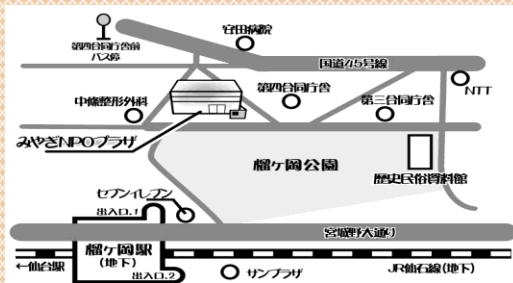 宮田病院
第四合同庁舎前
バス停
国道45号線
NTT
第四合同庁舎
第三合同庁舎
中條整形外科
みやぎNPOプラザ
榴ヶ岡公園
歴史民俗資料館
セブンイレブン
出入口.1
宮城野大通り
榴ヶ岡駅
(地下)
←仙台駅
出入口.2
サンプラザ
JR仙石線(地下)